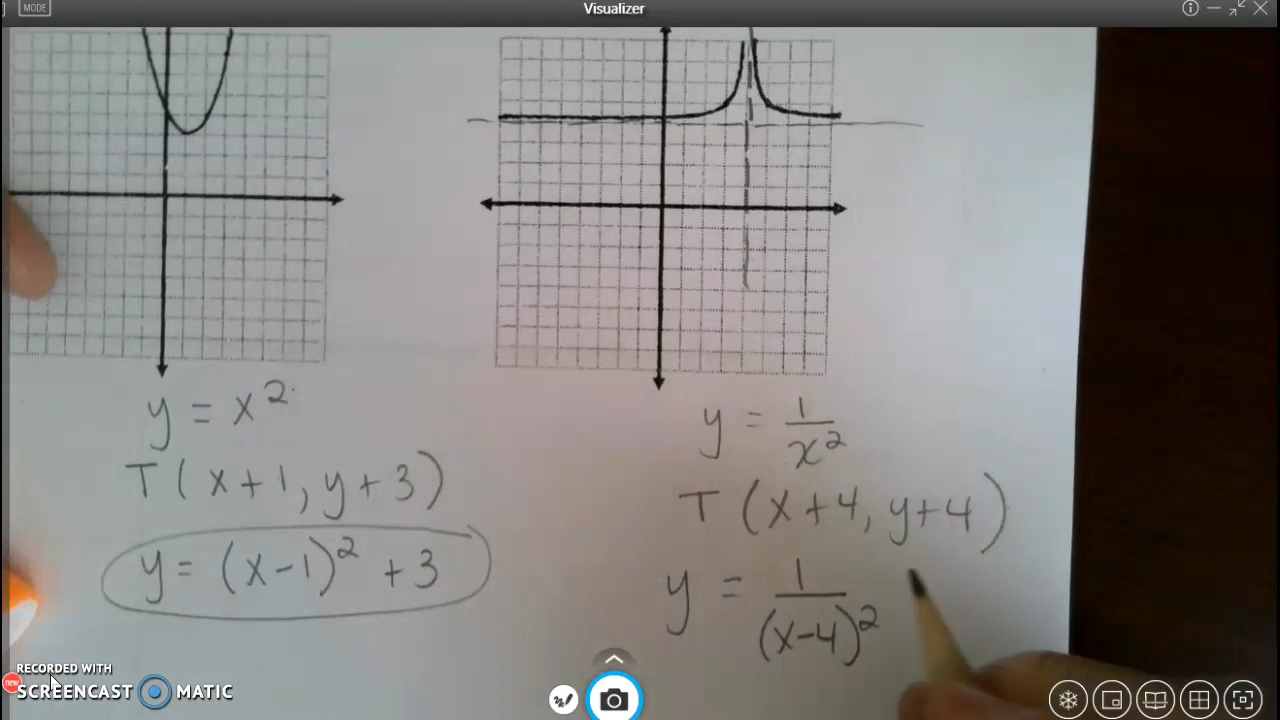 MODE
Visualizer
y = x²
T(x+1, y+3)
y = (x-1)² + 3
y = 1/x²
T(x+4, y+4)
y = 1/(x-4)²
RECORDED WITH
new
SCREENCAST MATIC